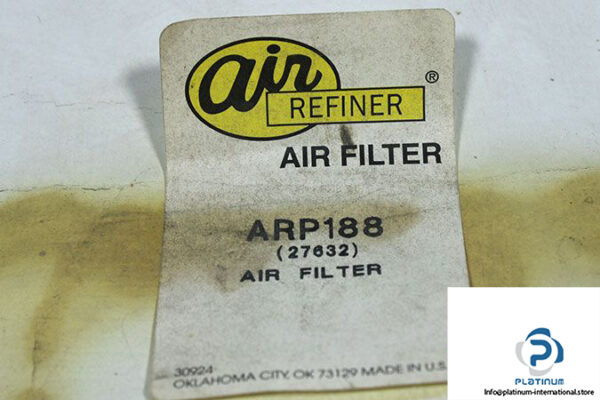 air
REFINER ®
AIR FILTER
ARP188
(27632)
AIR FILTER
30924
OKLAHOMA CITY, OK 73129 MADE IN U.S.
PLATINUM
Info@platinum-international.store